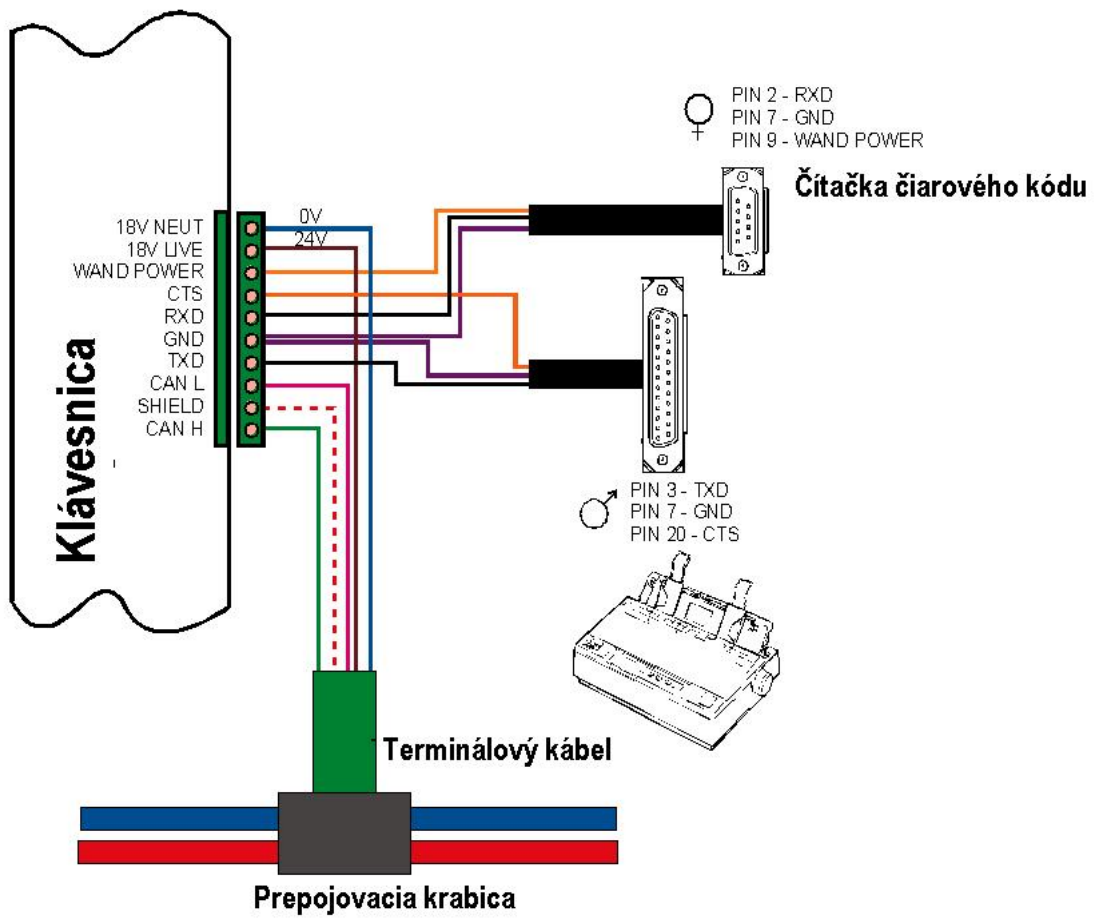 PIN 2 - RXD
PIN 7 - GND
PIN 9 - WAND POWER
Čítačka čiarového kódu
0V
24V
18V NEUT
18V LIVE
WAND POWER
CTS
RXD
GND
TXD
CAN L
SHIELD
CAN H
Klávesnica
PIN 3 - TXD
PIN 7 - GND
PIN 20 - CTS
Terminálový kábel
Prepojovacia krabica